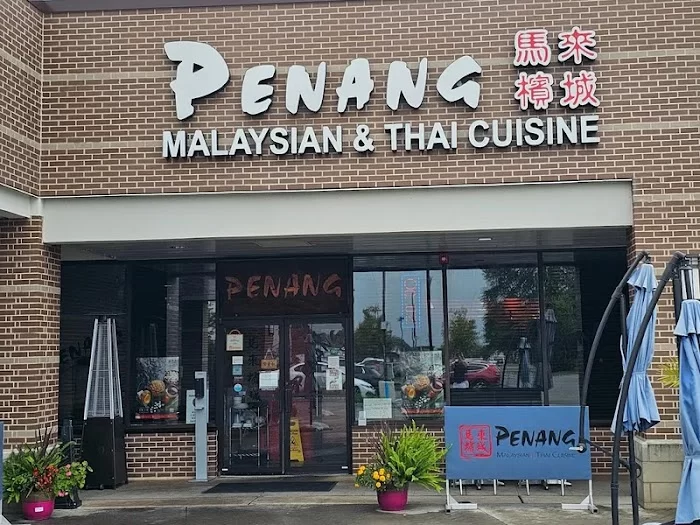 PENANG
馬來
檳城
MALAYSIAN & THAI CUISINE
PENANG
PENANG
MALAYSIAN THAI CUISINE